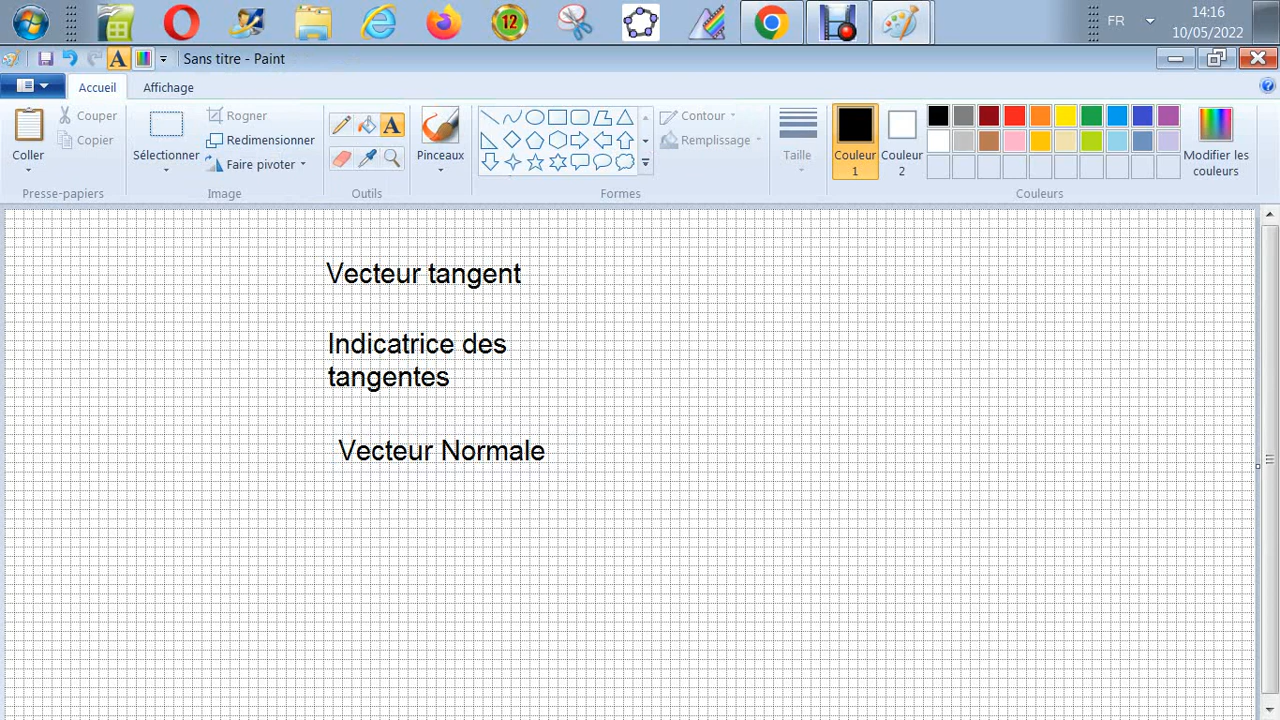 12
FR
14:16
10/05/2022
A
Sans titre - Paint
Accueil
Affichage
Coller
Couper
Copier
Presse-papiers
Sélectionner
Rogner
Redimensionner
Faire pivoter
Image
A
Outils
Pinceaux
Contour
Remplissage
Formes
Taille
Couleur
1
Couleur
2
Modifier les
couleurs
Couleurs
Vecteur tangent
Indicatrice des
tangentes
Vecteur Normale